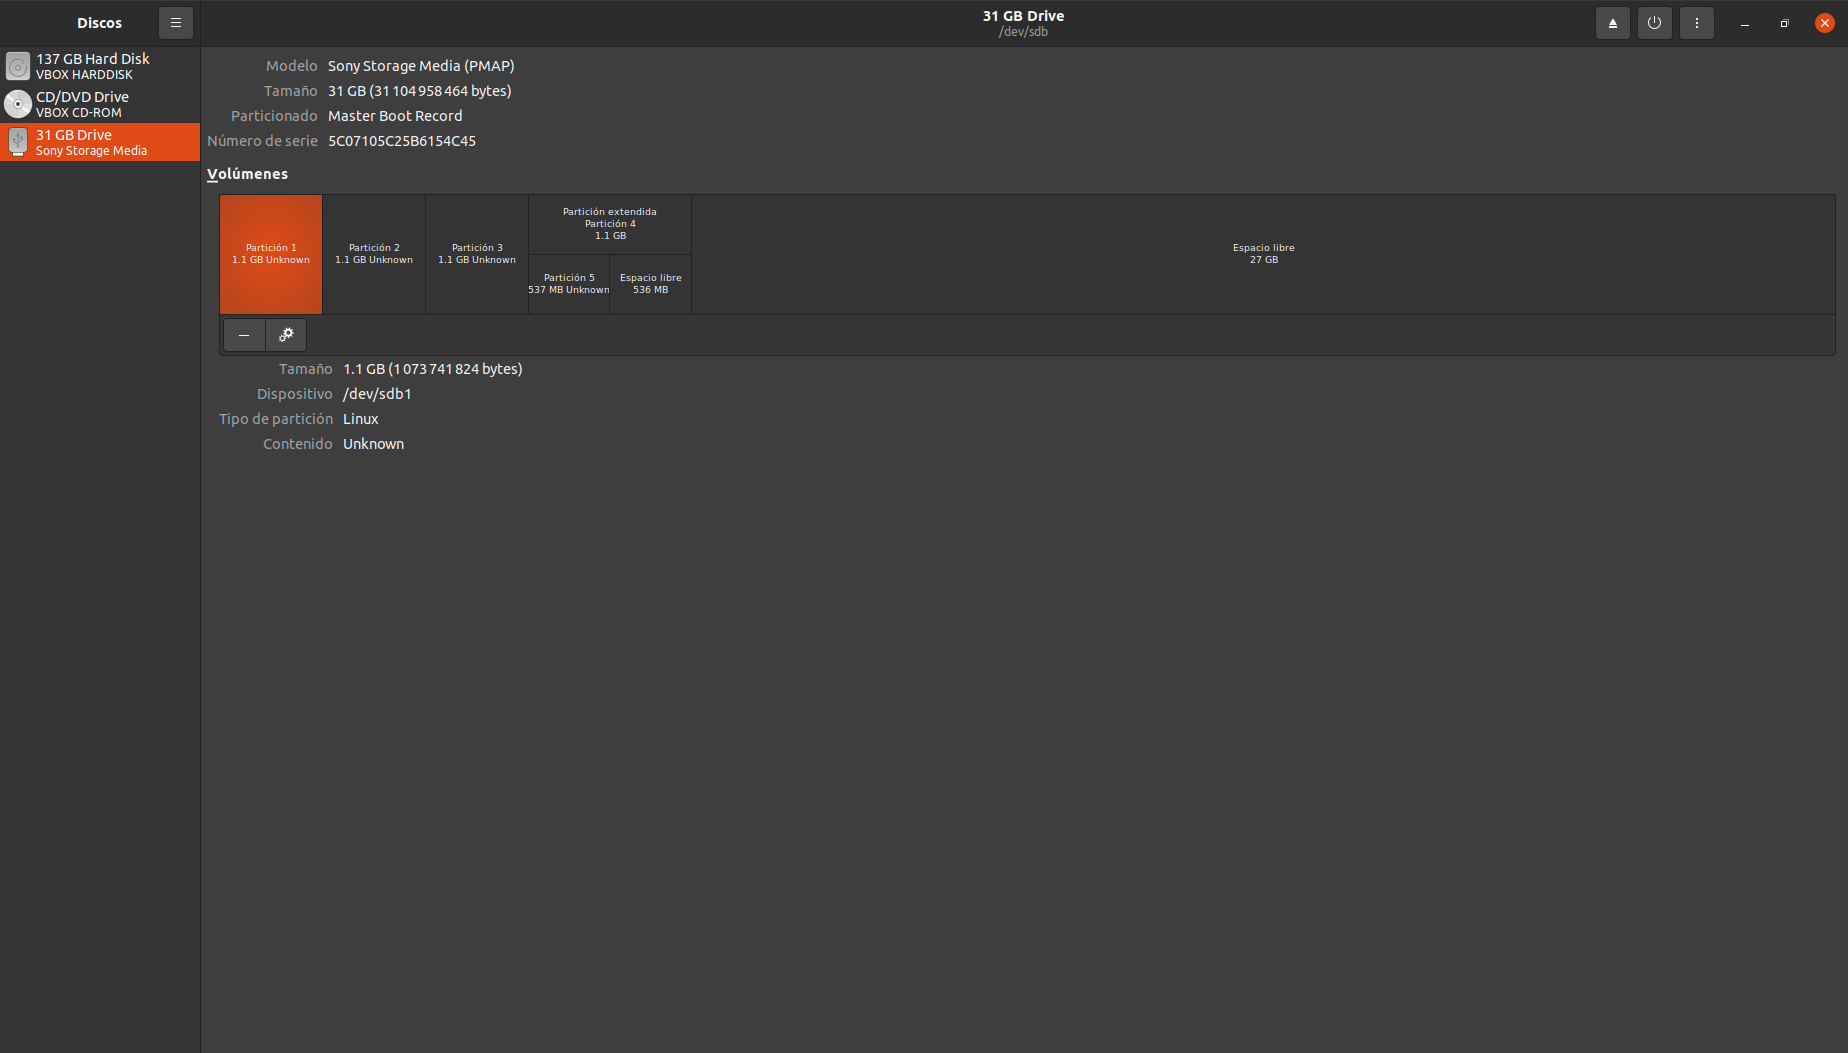 Discos
31 GB Drive
/dev/sdb
137 GB Hard Disk
VBOX HARDDISK
CD/DVD Drive
VBOX CD-ROM
31 GB Drive
Sony Storage Media
Modelo Sony Storage Media (PMAP)
Tamaño 31 GB (31 104 958 464 bytes)
Particionado Master Boot Record
Número de serie 5C07105C25B6154C45
Volúmenes
Partición 1
1.1 GB Unknown
Partición 2
1.1 GB Unknown
Partición 3
1.1 GB Unknown
Partición extendida
Partición 4
1.1 GB
Partición 5
537 MB Unknown
Espacio libre
536 MB
Espacio libre
27 GB
Tamaño 1.1 GB (1 073 741 824 bytes)
Dispositivo /dev/sdb1
Tipo de partición Linux
Contenido Unknown